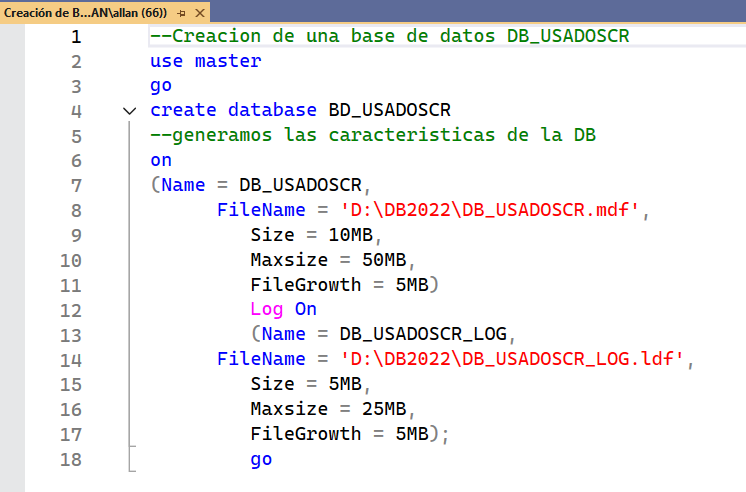 Creación de B...AN\allan (66))
1 --Creacion de una base de datos DB_USADOSCR
2 use master
3 go
4 create database BD_USADOSCR
5 --generamos las caracteristicas de la DB
6 on
7 (Name = DB_USADOSCR,
8 FileName = 'D:\DB2022\DB_USADOSCR.mdf',
9 Size = 10MB,
10 Maxsize = 50MB,
11 FileGrowth = 5MB)
12 Log On
13 (Name = DB_USADOSCR_LOG,
14 FileName = 'D:\DB2022\DB_USADOSCR_LOG.ldf',
15 Size = 5MB,
16 Maxsize = 25MB,
17 FileGrowth = 5MB);
18 go